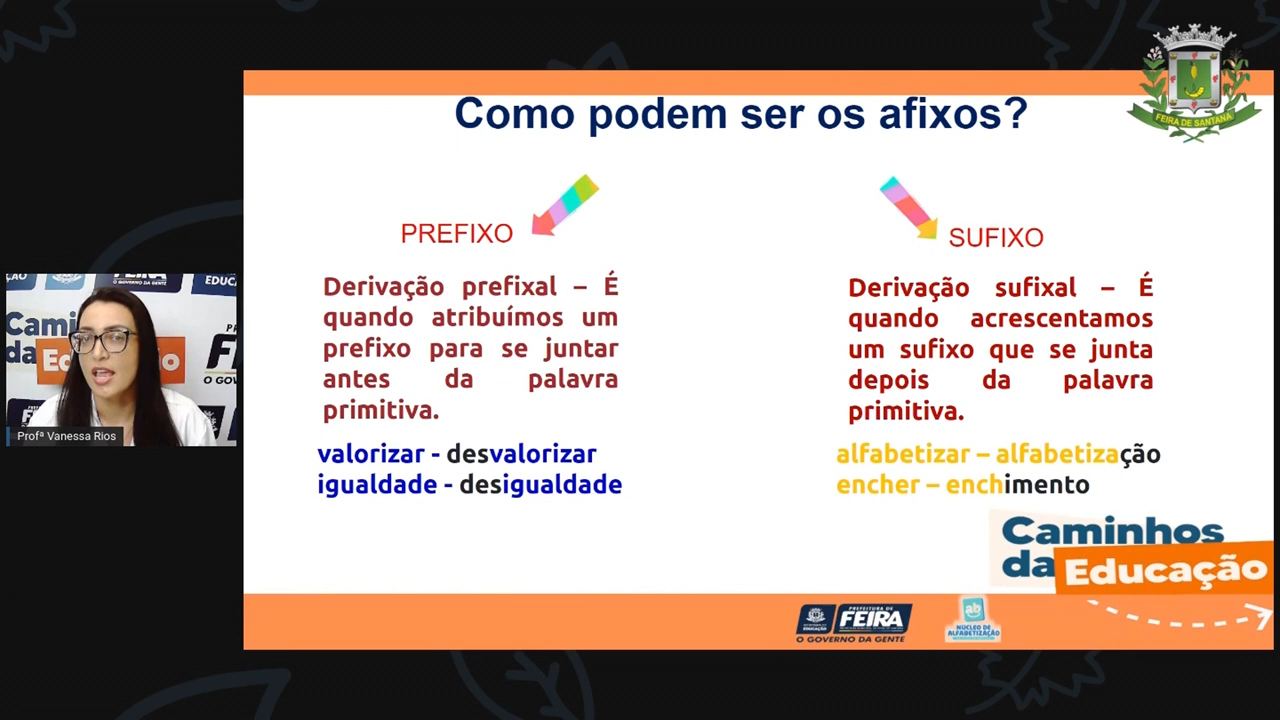 Como podem ser os afixos?
FEIRA DE SANTANA
PREFIXO
SUFIXO
Derivação prefixal – É
quando atribuímos um
prefixo para se juntar
antes da palavra
primitiva.
valorizar - desvalorizar
igualdade - desigualdade
Derivação sufixal – É
quando acrescentamos
um sufixo que se junta
depois da palavra
primitiva.
alfabetizar – alfabetização
encher – enchimento
Profª Vanessa Rios
Caminhos
da Educação
PREFEITURA DE
FEIRA
O GOVERNO DA GENTE
NÚCLEO DE
ALFABETIZAÇÃO